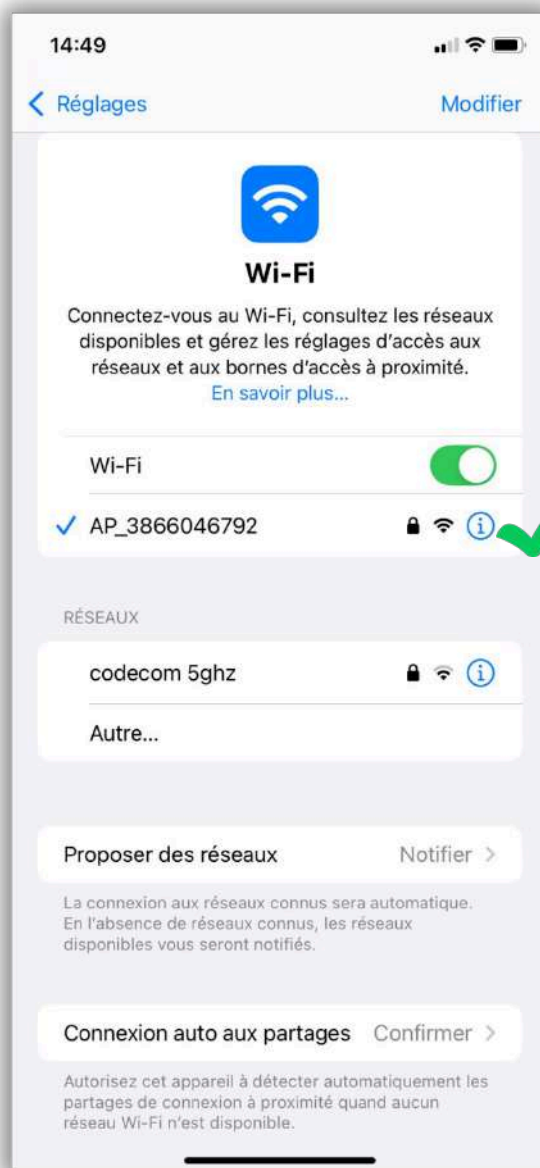 14:49
Réglages Modifier
Wi-Fi
Connectez-vous au Wi-Fi, consultez les réseaux
disponibles et gérez les réglages d'accès aux
réseaux et aux bornes d'accès à proximité.
En savoir plus...
Wi-Fi
AP_3866046792
RÉSEAUX
codecom 5ghz
Autre...
Proposer des réseaux Notifier
La connexion aux réseaux connus sera automatique.
En l'absence de réseaux connus, les réseaux
disponibles vous seront notifiés.
Connexion auto aux partages Confirmer
Autorisez cet appareil à détecter automatiquement les
partages de connexion à proximité quand aucun
réseau Wi-Fi n'est disponible.